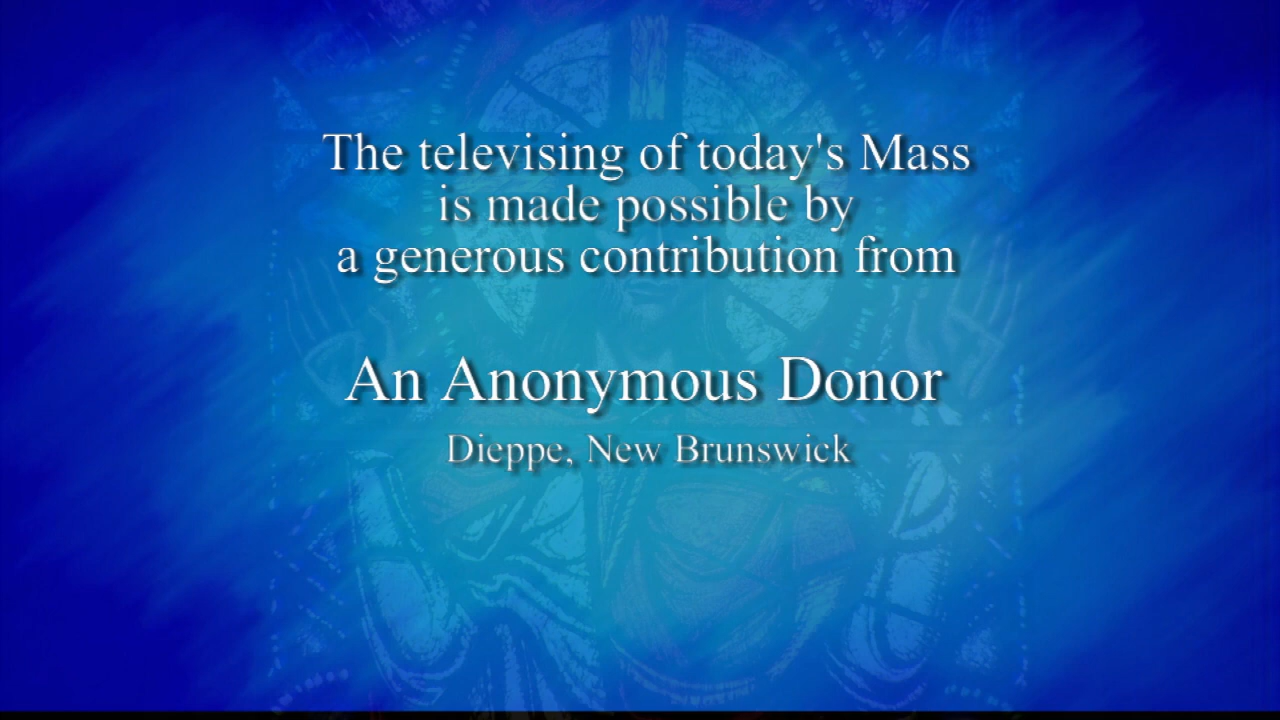 The televising of today's Mass
is made possible by
a generous contribution from
An Anonymous Donor
Dieppe, New Brunswick